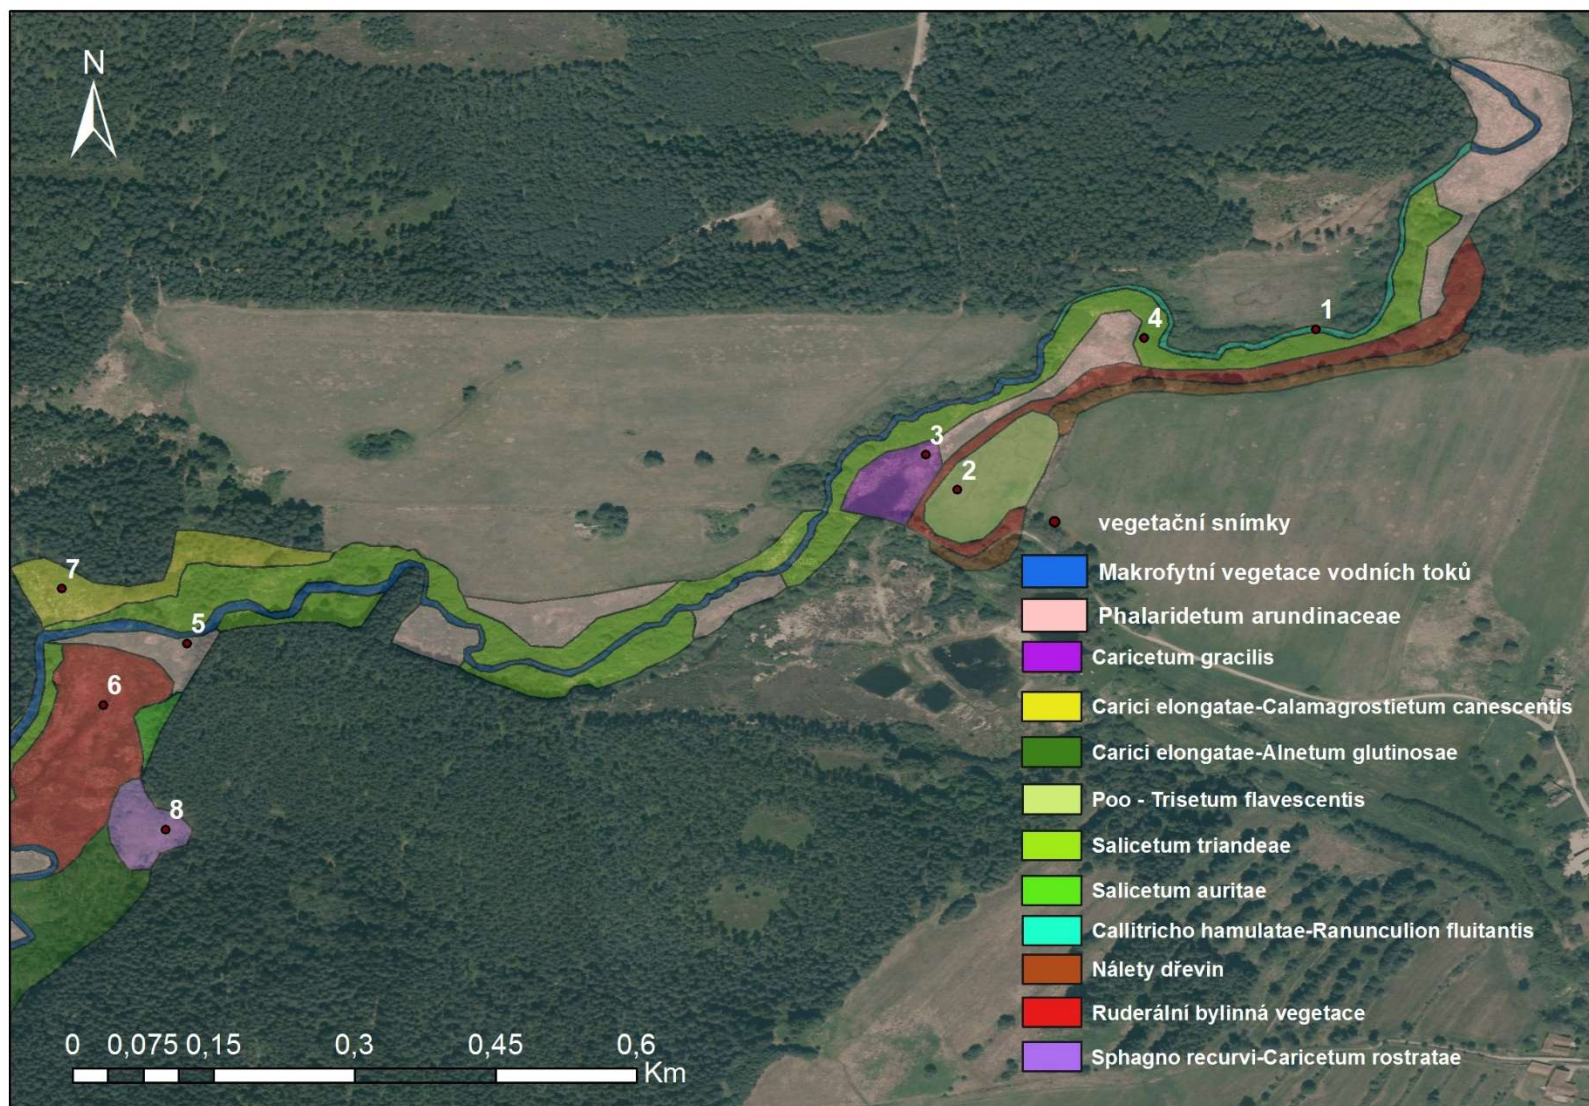 N
1
4
3
2
7
5
6
8
vegetační snímky
Makrofytní vegetace vodních toků
Phalaridetum arundinaceae
Caricetum gracilis
Carici elongatae-Calamagrostietum canescentis
Carici elongatae-Alnetum glutinosae
Poo - Trisetum flavescentis
Salicetum triandeae
Salicetum auritae
Callitricho hamulatae-Ranunculion fluitantis
Nálety dřevin
Ruderální bylinná vegetace
Sphagno recurvi-Caricetum rostratae
0 0,075 0,15 0,3 0,45 0,6
Km